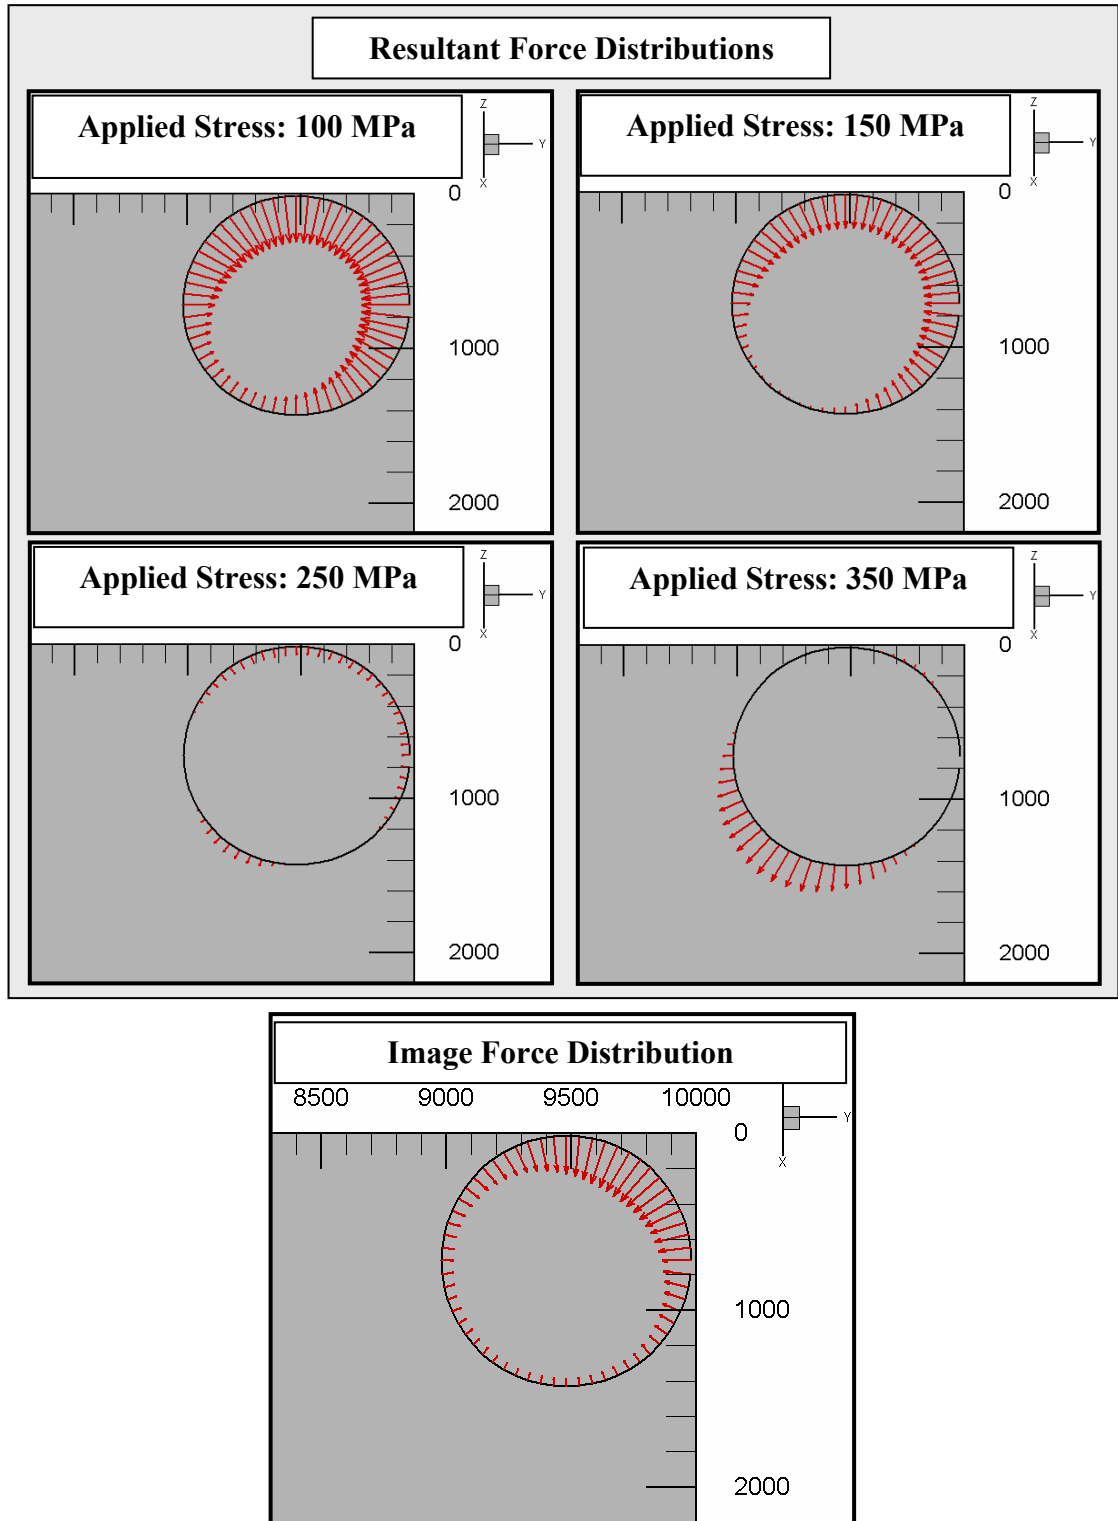 Resultant Force Distributions
Applied Stress: 100 MPa
Z
Y
X
0
1000
2000
Applied Stress: 150 MPa
Z
Y
X
0
1000
2000
Applied Stress: 250 MPa
Z
Y
X
0
1000
2000
Applied Stress: 350 MPa
Z
Y
X
0
1000
2000
Image Force Distribution
8500 9000 9500 10000
Y
X
0
1000
2000